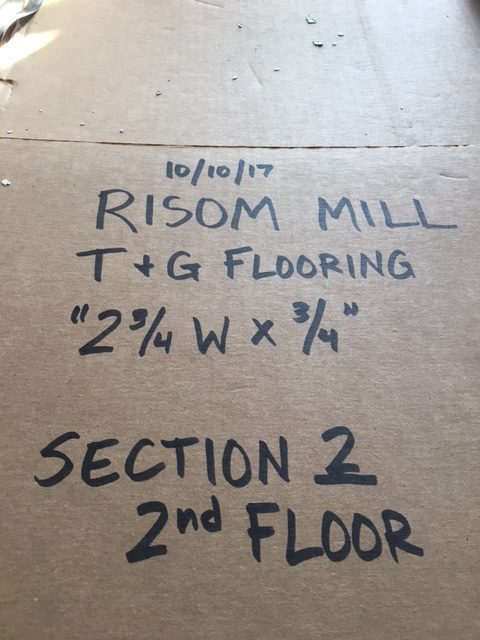 10/10/17
RISOM MILL
T + G FLOORING
"2 3/4 W X 3/4"
SECTION 2
2nd FLOOR